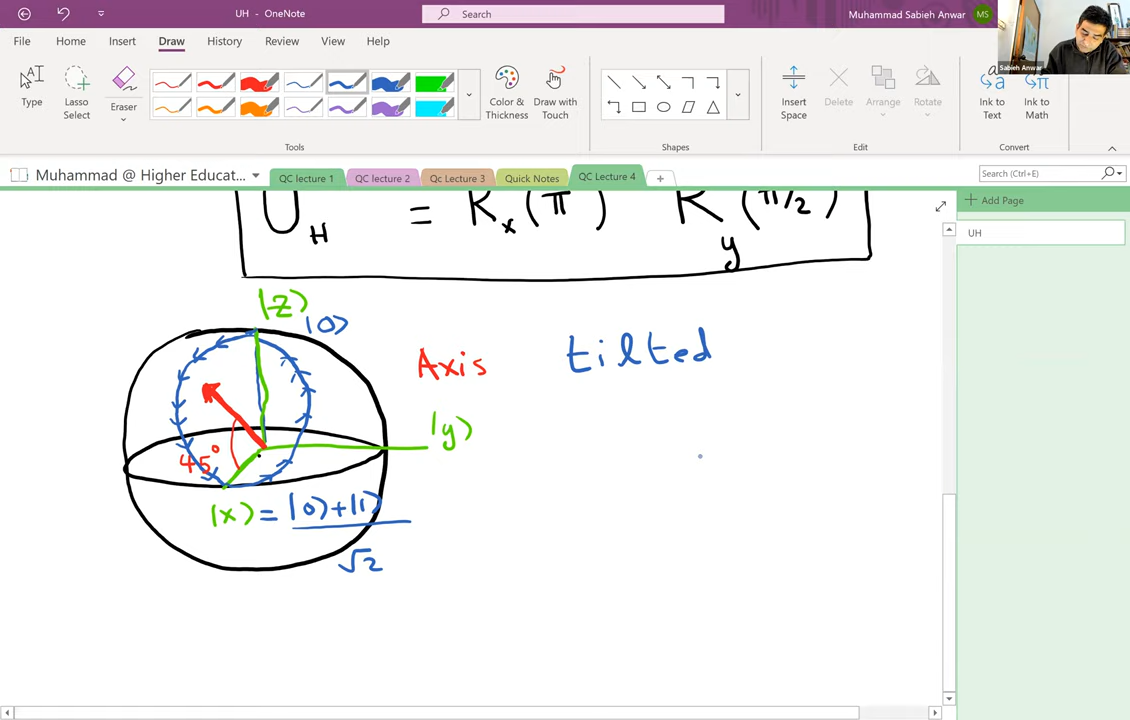 UH - OneNote
Search
Muhammad Sabieh Anwar MS
Sabieh Anwar
File Home Insert Draw History Review View Help
Type
Lasso Select
Eraser
Color & Thickness
Draw with Touch
Insert Space
Delete
Arrange
Rotate
Ink to Text
Ink to Math
Tools
Shapes
Edit
Convert
Muhammad @ Higher Educat...
QC lecture 1
QC lecture 2
Qc Lecture 3
Quick Notes
QC Lecture 4
Search (Ctrl+E)
Add Page
UH
U_H = R_x(π) R_y(π/2)
|z⟩
|0⟩
Axis
tilted
|y⟩
45°
|x⟩ = |0⟩+|1⟩
√2